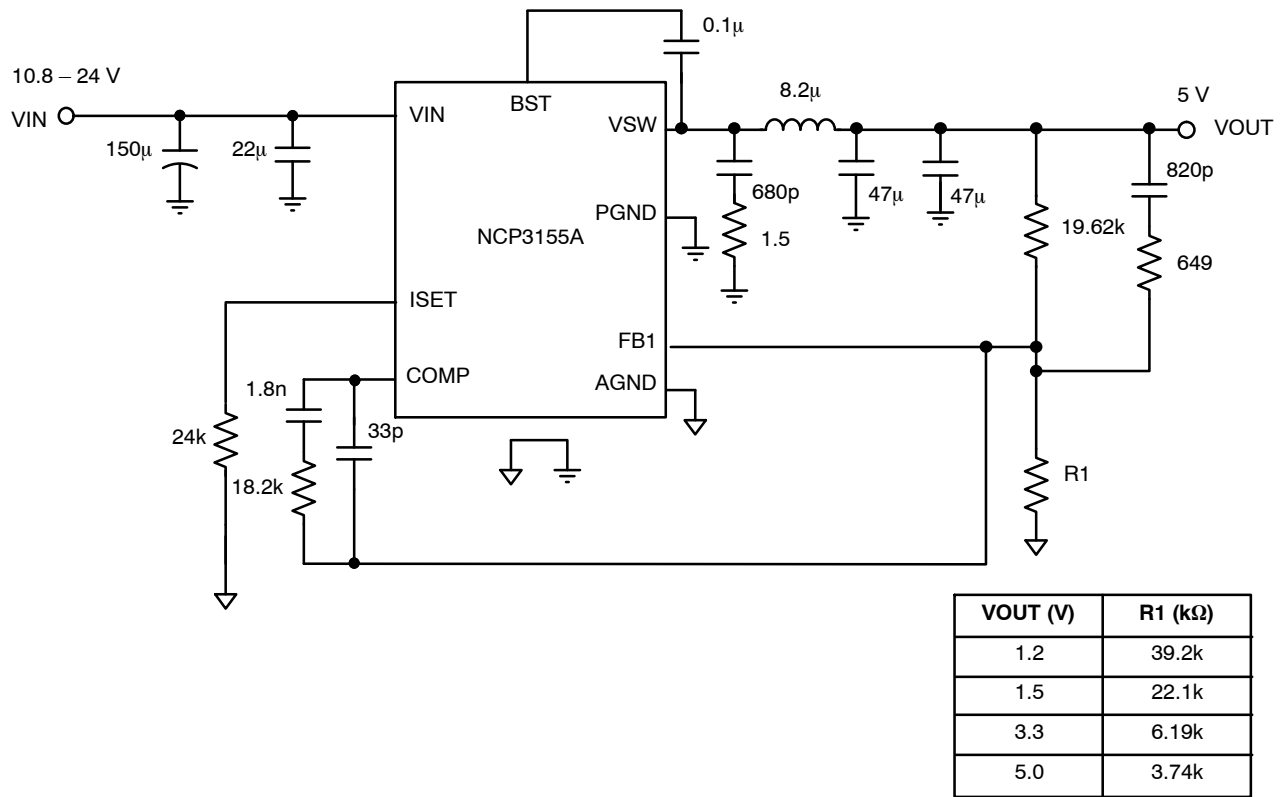 0.1µ
10.8 – 24 V
VIN
150µ
22µ
VIN
BST
VSW
8.2µ
5 V
VOUT
680p
1.5
47µ
47µ
820p
19.62k
649
PGND
NCP3155A
ISET
FB1
COMP
AGND
1.8n
33p
24k
18.2k
R1
VOUT (V) R1 (kΩ)
1.2 39.2k
1.5 22.1k
3.3 6.19k
5.0 3.74k